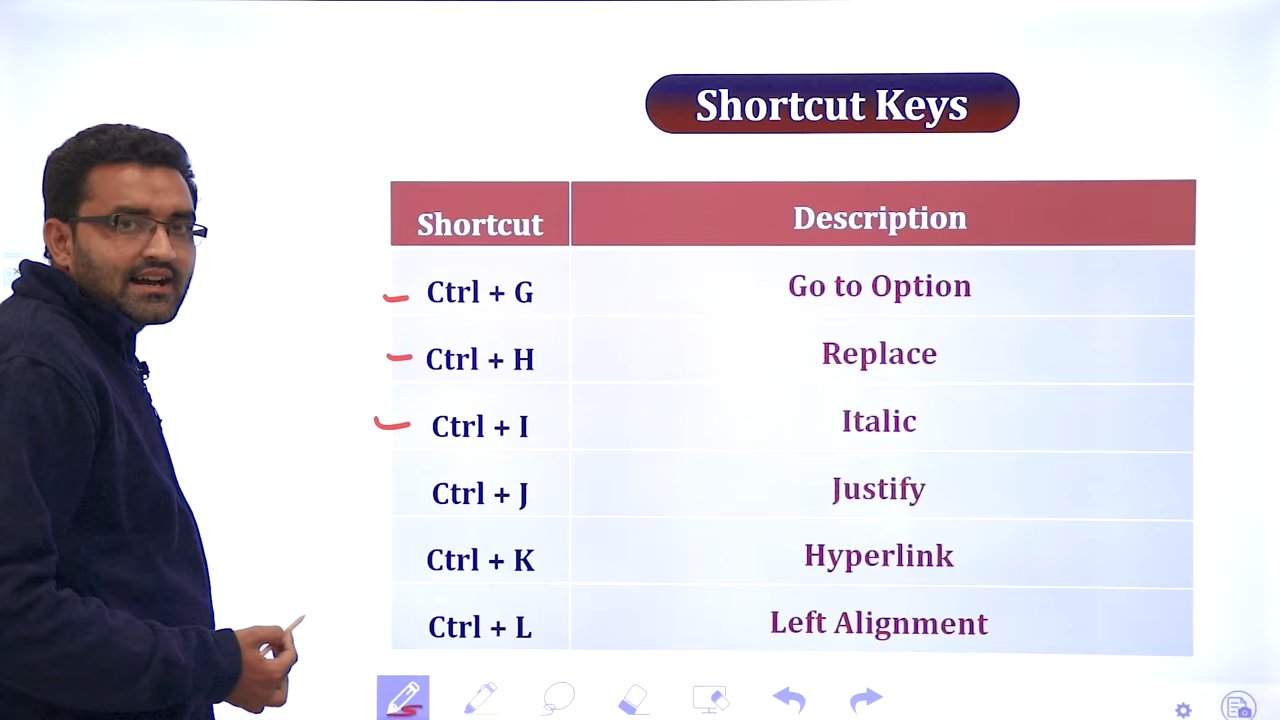 Shortcut Keys
Shortcut Description
Ctrl + G Go to Option
Ctrl + H Replace
Ctrl + I Italic
Ctrl + J Justify
Ctrl + K Hyperlink
Ctrl + L Left Alignment